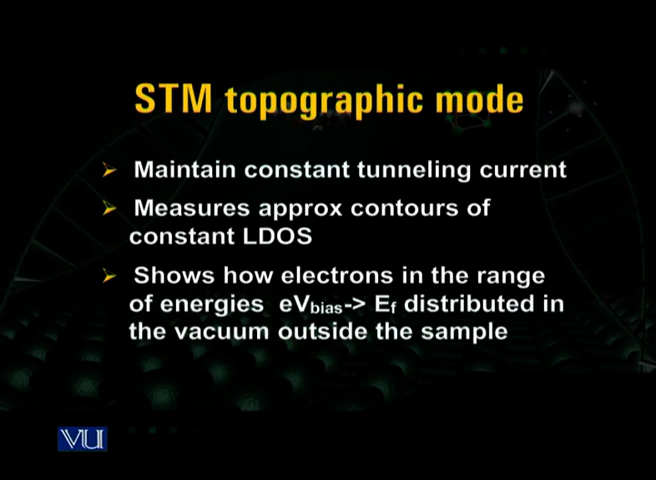 STM topographic mode
➢ Maintain constant tunneling current
➢ Measures approx contours of
constant LDOS
➢ Shows how electrons in the range
of energies eVbias-> Ef distributed in
the vacuum outside the sample
VU